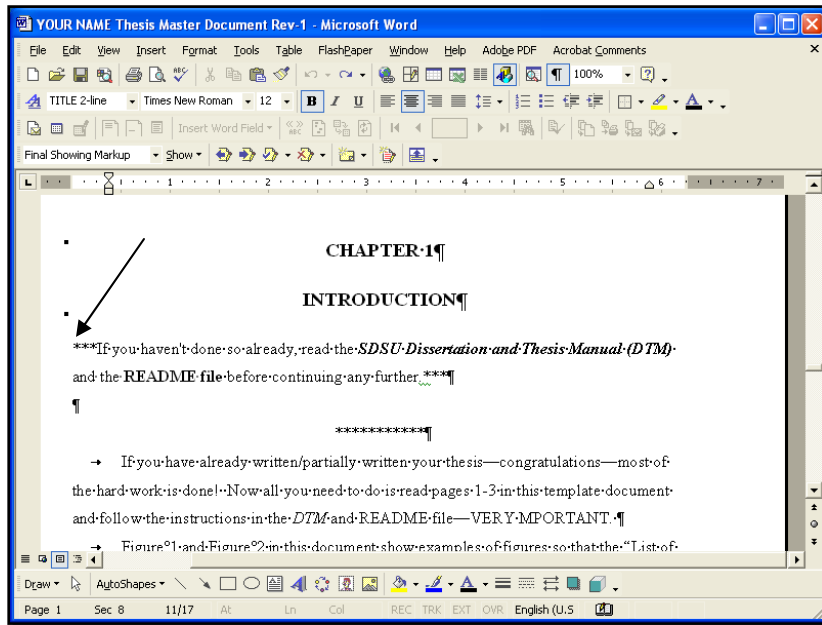 YOUR NAME Thesis Master Document Rev-1 - Microsoft Word
File Edit View Insert Format Tools Table FlashPaper Window Help Adobe PDF Acrobat Comments
100%
TITLE 2-line Times New Roman 12 B I U
Insert Word Field
Final Showing Markup Show
1 2 3 4 5 6 7
CHAPTER·1¶
INTRODUCTION¶
***If·you·haven't·done·so·already,·read·the·SDSU·Dissertation·and·Thesis·Manual·(DTM)·
and·the·README·file·before·continuing·any·further.***¶
¶
***********¶
→ If·you·have·already·written/partially·written·your·thesis—congratulations—most·of·
the·hard·work·is·done!··Now·all·you·need·to·do·is·read·pages·1-3·in·this·template·document·
and·follow·the·instructions·in·the·DTM·and·README·file—VERY·MPORTANT.·¶
→ Figure°1·and·Figure°2·in·this·document·show·examples·of·figures·so·that·the·“List·of·
Draw AutoShapes
Page 1 Sec 8 11/17 At Ln Col REC TRK EXT OVR English (U.S